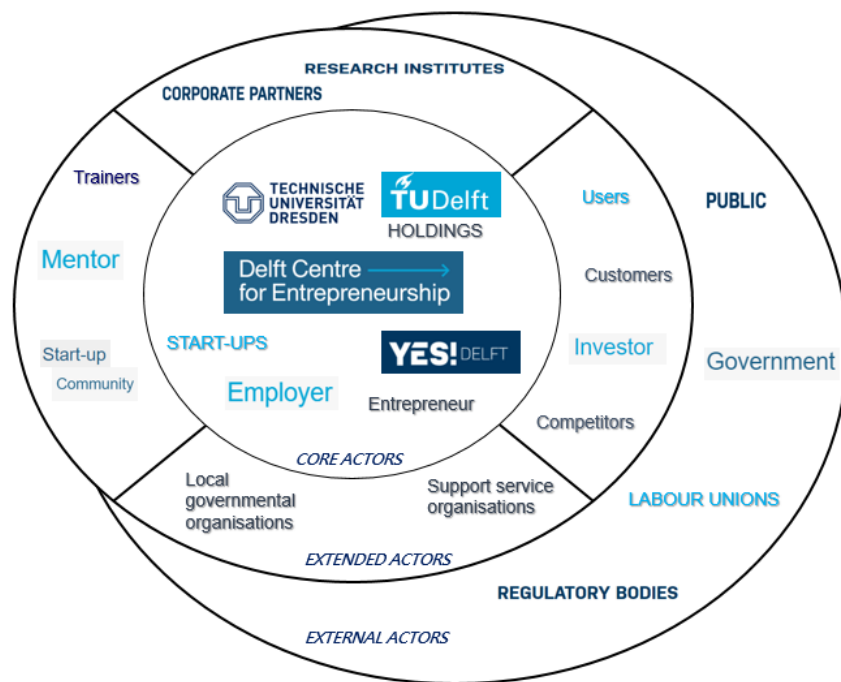 RESEARCH INSTITUTES
CORPORATE PARTNERS
Trainers
Mentor
Start-up
Community
TECHNISCHE
UNIVERSITÄT
DRESDEN
TUDelft
HOLDINGS
Delft Centre
for Entrepreneurship
START-UPS
YES!DELFT
Employer
Entrepreneur
CORE ACTORS
Users
Customers
Investor
Competitors
Local
governmental
organisations
Support service
organisations
EXTENDED ACTORS
PUBLIC
Government
LABOUR UNIONS
REGULATORY BODIES
EXTERNAL ACTORS